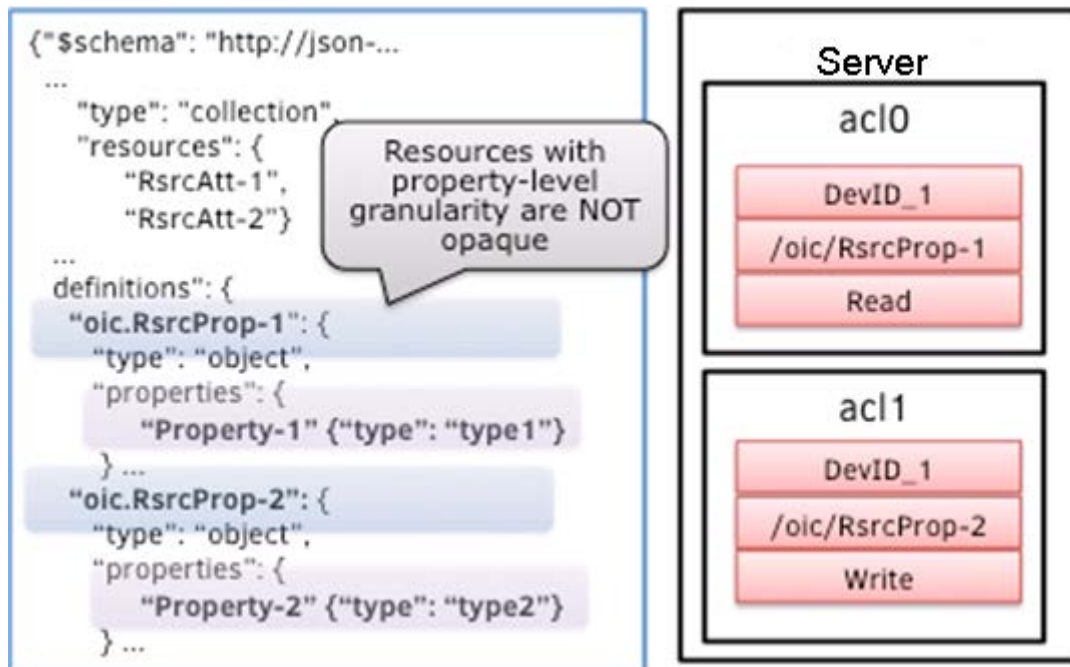 {"$schema": "http://json-...
...
"type": "collection",
"resources": {
"RsrcAtt-1",
"RsrcAtt-2"}
...
definitions": {
"oic.RsrcProp-1": {
"type": "object",
"properties": {
"Property-1" {"type": "type1"}
} ...
"oic.RsrcProp-2": {
"type": "object",
"properties": {
"Property-2" {"type": "type2"}
} ...
Resources with
property-level
granularity are NOT
opaque
Server
acl0
DevID_1
/oic/RsrcProp-1
Read
acl1
DevID_1
/oic/RsrcProp-2
Write